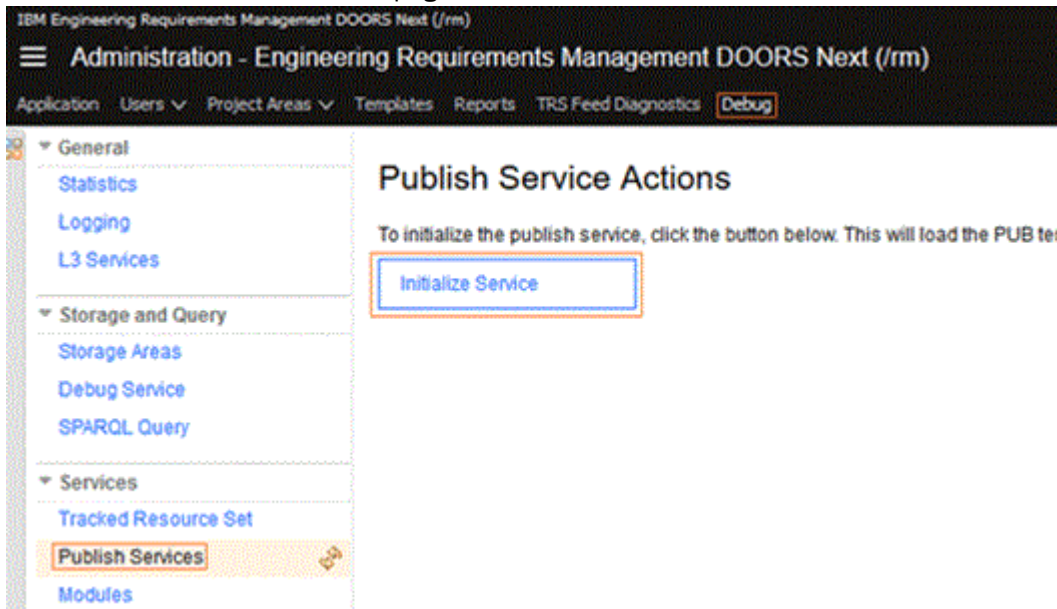 IBM Engineering Requirements Management DOORS Next (/rm)
Administration - Engineering Requirements Management DOORS Next (/rm)
Application Users Project Areas Templates Reports TRS Feed Diagnostics Debug
General
Statistics
Logging
L3 Services
Storage and Query
Storage Areas
Debug Service
SPARQL Query
Services
Tracked Resource Set
Publish Services
Modules
Publish Service Actions
To initialize the publish service, click the button below. This will load the PUB
Initialize Service